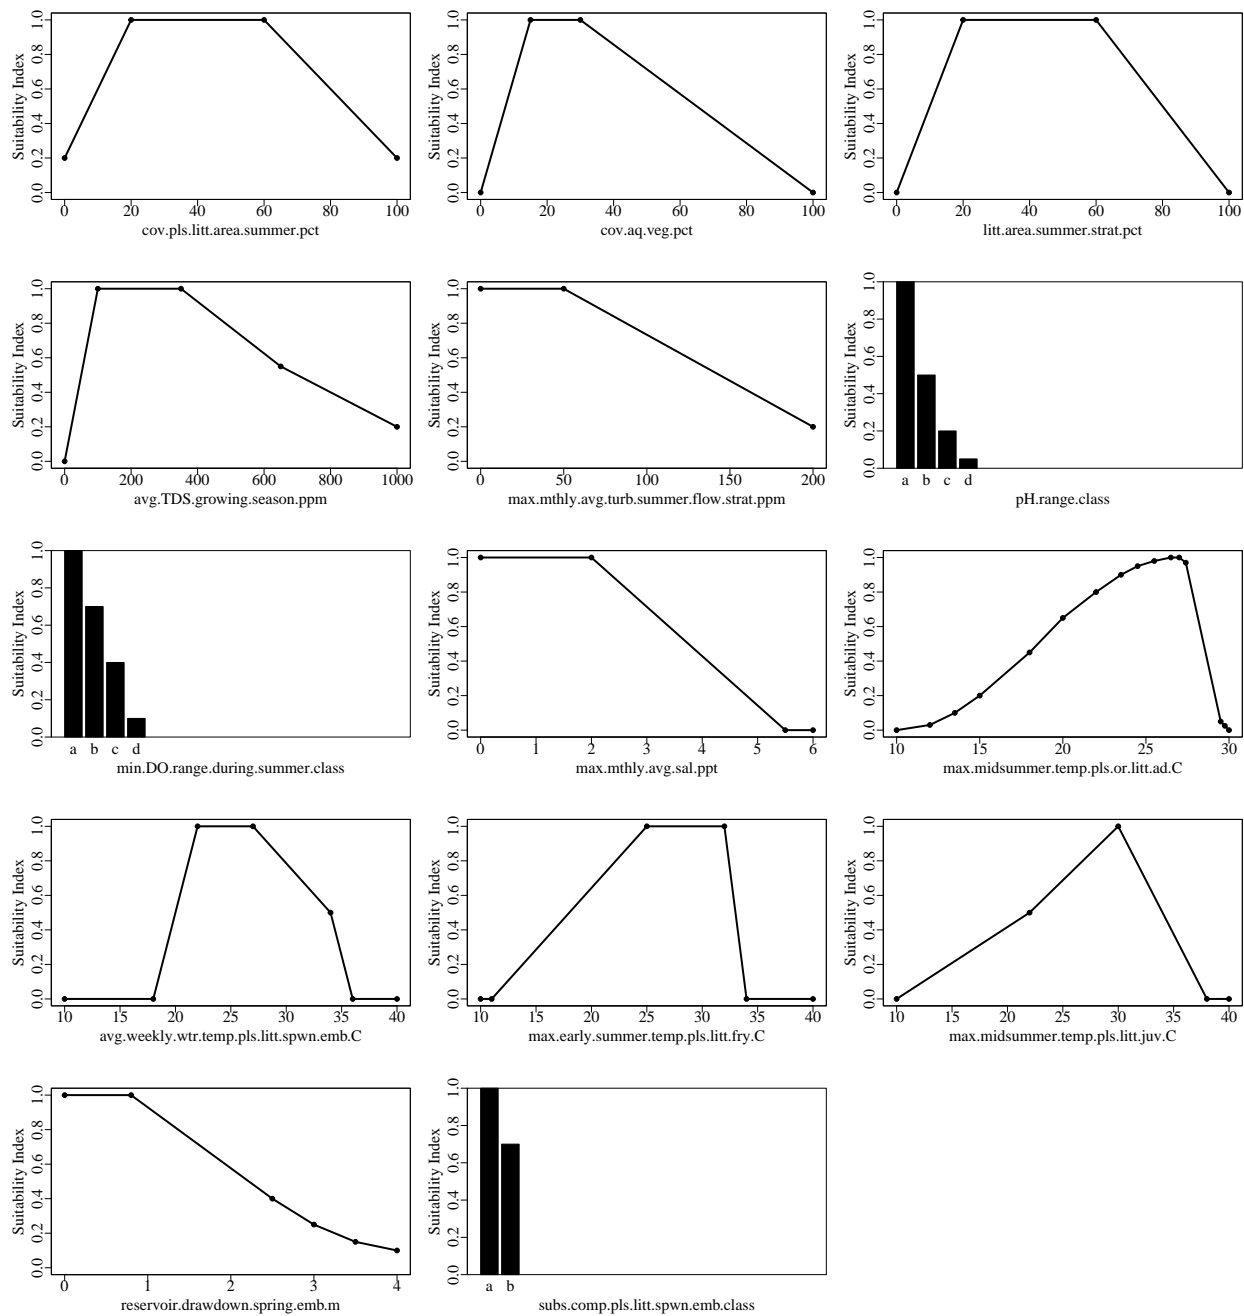 Suitability Index
0.0 0.2 0.4 0.6 0.8 1.0
0 20 40 60 80 100
cov.pls.litt.area.summer.pct
Suitability Index
0.0 0.2 0.4 0.6 0.8 1.0
0 20 40 60 80 100
cov.aq.veg.pct
Suitability Index
0.0 0.2 0.4 0.6 0.8 1.0
0 20 40 60 80 100
litt.area.summer.strat.pct
Suitability Index
0.0 0.2 0.4 0.6 0.8 1.0
0 200 400 600 800 1000
avg.TDS.growing.season.ppm
Suitability Index
0.0 0.2 0.4 0.6 0.8 1.0
0 50 100 150 200
max.mthly.avg.turb.summer.flow.strat.ppm
Suitability Index
0.0 0.2 0.4 0.6 0.8 1.0
a b c d
pH.range.class
Suitability Index
0.0 0.2 0.4 0.6 0.8 1.0
a b c d
min.DO.range.during.summer.class
Suitability Index
0.0 0.2 0.4 0.6 0.8 1.0
0 1 2 3 4 5 6
max.mthly.avg.sal.ppt
Suitability Index
0.0 0.2 0.4 0.6 0.8 1.0
10 15 20 25 30
max.midsummer.temp.pls.or.litt.ad.C
Suitability Index
0.0 0.2 0.4 0.6 0.8 1.0
10 15 20 25 30 35 40
avg.weekly.wtr.temp.pls.litt.spwn.emb.C
Suitability Index
0.0 0.2 0.4 0.6 0.8 1.0
10 15 20 25 30 35 40
max.early.summer.temp.pls.litt.fry.C
Suitability Index
0.0 0.2 0.4 0.6 0.8 1.0
10 15 20 25 30 35 40
max.midsummer.temp.pls.litt.juv.C
Suitability Index
0.0 0.2 0.4 0.6 0.8 1.0
0 1 2 3 4
reservoir.drawdown.spring.emb.m
Suitability Index
0.0 0.2 0.4 0.6 0.8 1.0
a b
subs.comp.pls.litt.spwn.emb.class